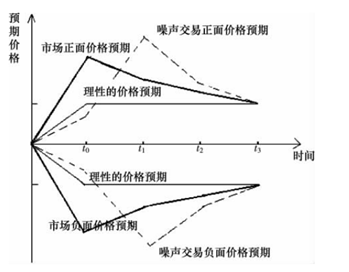 预期价格
噪声交易正面价格预期
市场正面价格预期
理性的价格预期
t0 t1 t2 t3
时间
理性的价格预期
市场负面价格预期
噪声交易负面价格预期